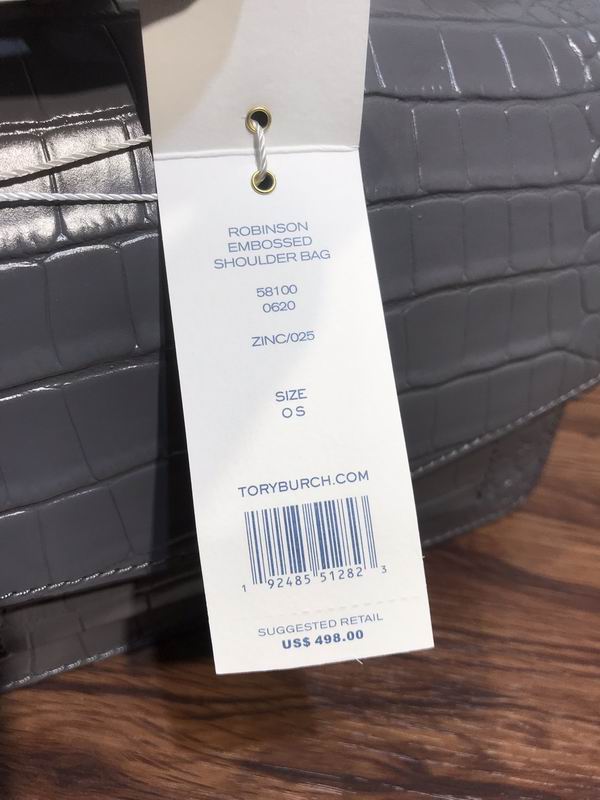 ROBINSON
EMBOSSED
SHOULDER BAG
58100
0620
ZINC/025
SIZE
OS
TORYBURCH.COM
1 92485 51282 3
SUGGESTED RETAIL
US$ 498.00